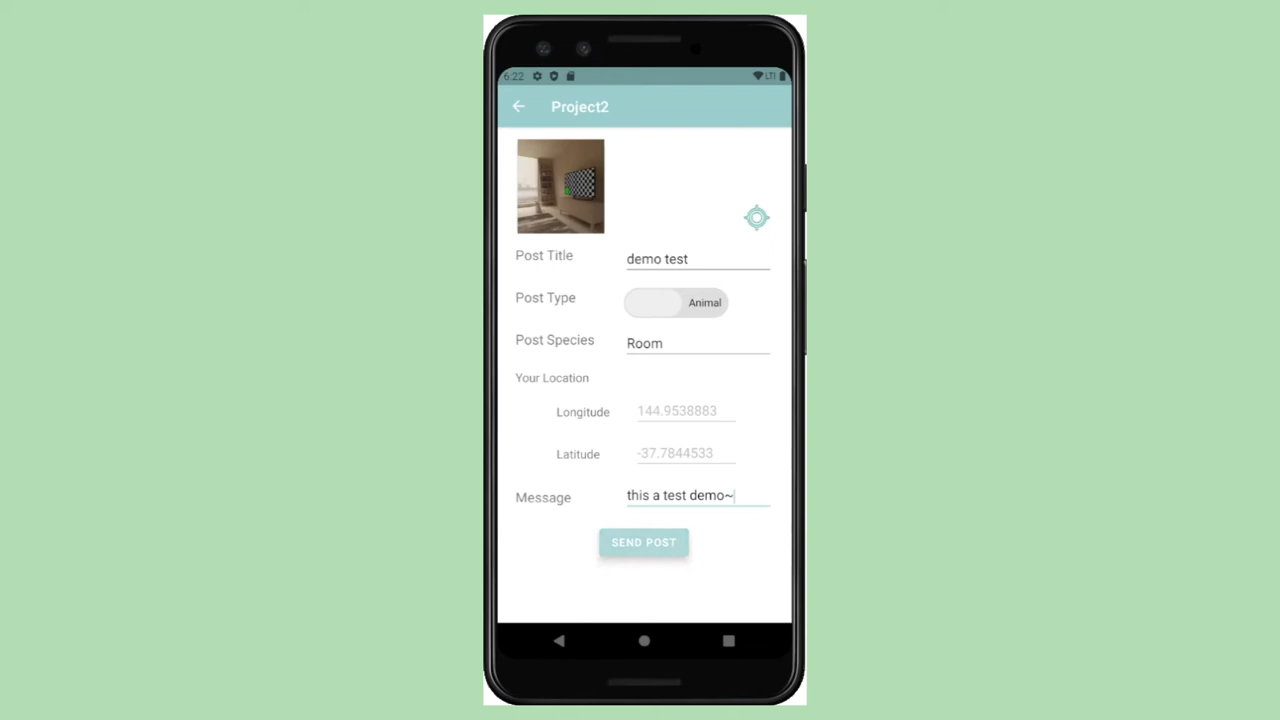 6:22 LTE
Project2
Post Title demo test
Post Type Animal
Post Species Room
Your Location
Longitude 144.9538883
Latitude -37.7844533
Message this a test demo~
SEND POST